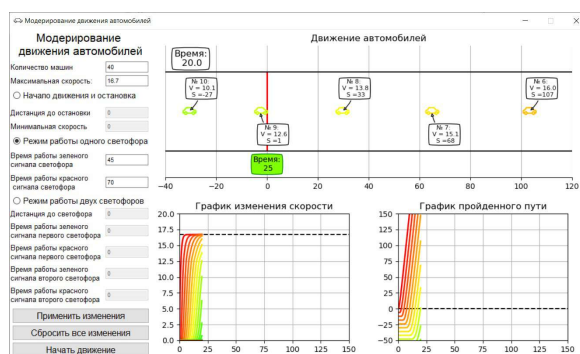 Модерирование движения автомобилей
Модерирование
движения автомобилей
Количество машин 40
Максимальная скорость: 16.7
Начало движения и остановка
Дистанция до остановки 0
Минимальная скорость 0
Режим работы одного светофора
Время работы зеленого
сигнала светофора 45
Время работы красного
сигнала светофора 70
Режим работы двух светофоров
Дистанция до светофора 0
Время работы зеленого
сигнала первого светофора 0
Время работы красного
сигнала первого светофора 0
Время работы зеленого
сигнала второго светофора 0
Время работы красного
сигнала второго светофора 0
Применить изменения
Сбросить все изменения
Начать движение
Движение автомобилей
Время:
20.0
№ 10:
V = 10.1
S =-27
№ 9:
V = 12.6
S =1
№ 8:
V = 13.8
S =33
№ 7:
V = 15.1
S =68
№ 6:
V = 16.0
S =107
Время:
25
−40 −20 0 20 40 60 80 100 120
График изменения скорости
20.0
17.5
15.0
12.5
10.0
7.5
5.0
2.5
0.0
0 25 50 75 100 125 150
График пройденного пути
150
125
100
75
50
25
0
−25
−50
0 25 50 75 100 125 150